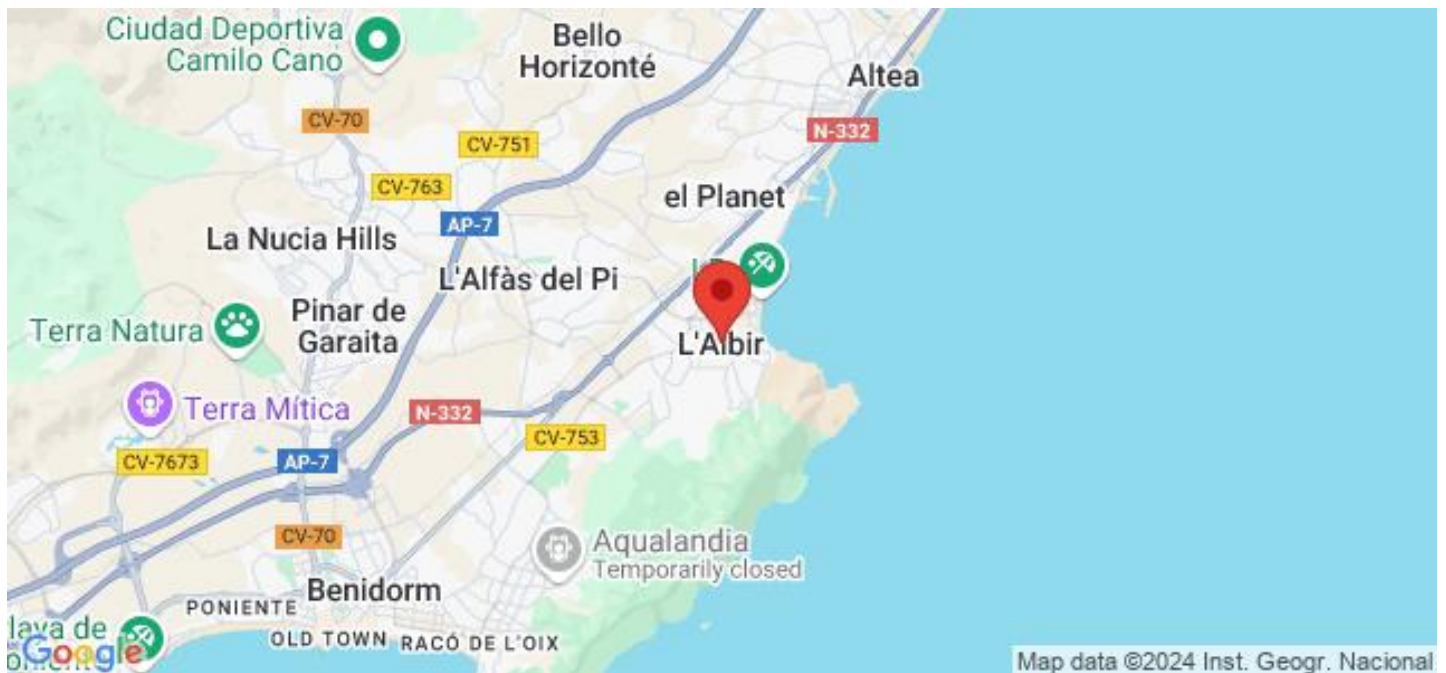 Ciudad Deportiva
Camilo Cano
Bello
Horizonté
Altea
CV-70
N-332
CV-751
CV-763
el Planet
AP-7
La Nucia Hills
L'Alfàs del Pi
Pinar de
Garaita
Terra Natura
L'Albir
Terra Mítica
N-332
CV-753
CV-7673
AP-7
CV-70
Aqualandia
Temporarily closed
Benidorm
PONIENTE
OLD TOWN
RACÓ DE L'OIX
laya de
Google
Map data ©2024 Inst. Geogr. Nacional